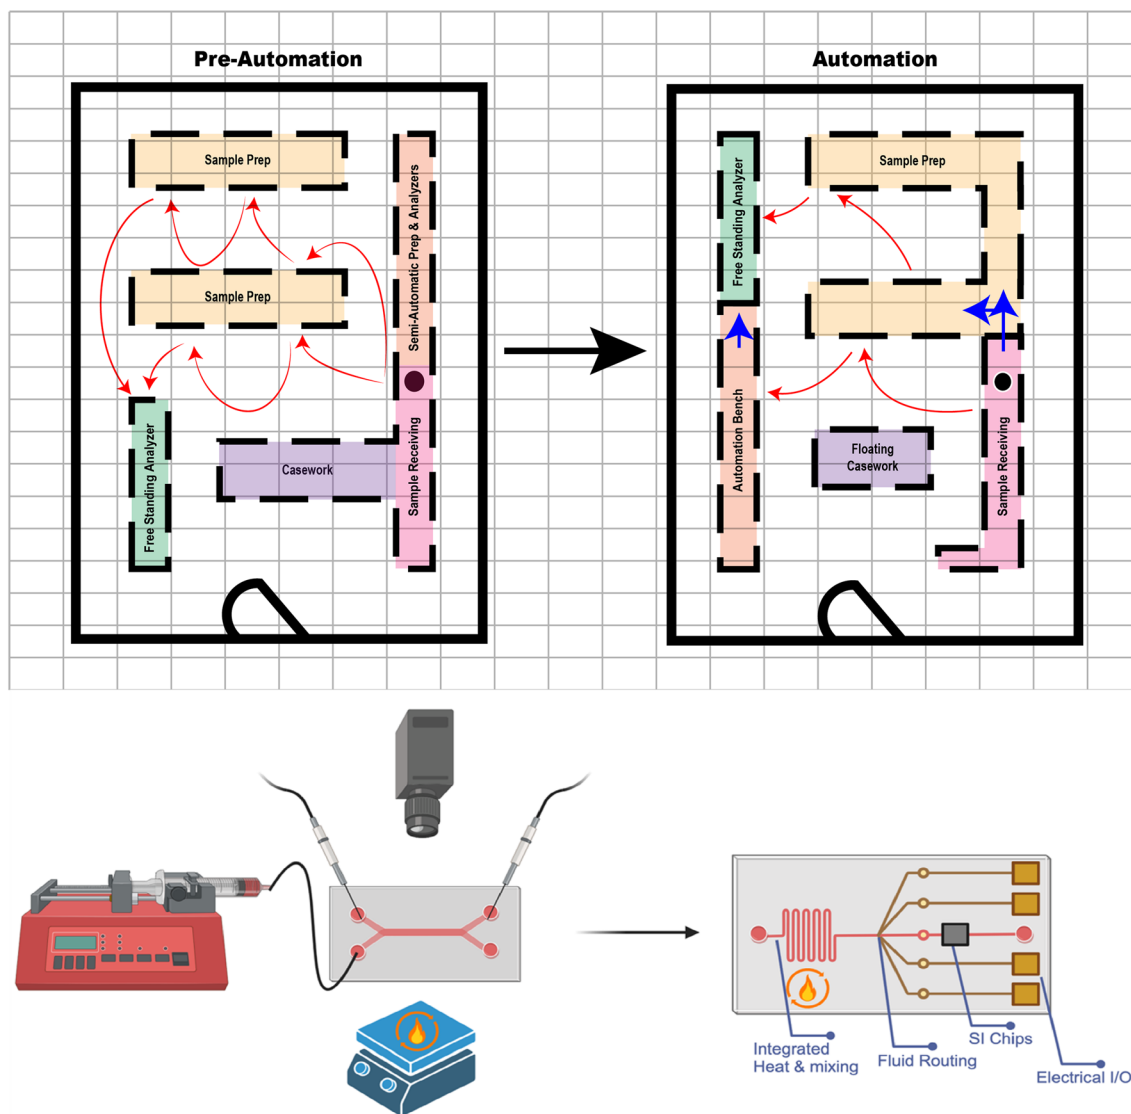 Pre-Automation
Automation
Sample Prep
Semi-Automatic Prep & Analyzers
Sample Prep
Casework
Sample Receiving
Free Standing Analyzer
Sample Prep
Free Standing Analyzer
Automation Bench
Floating
Casework
Sample Receiving
Integrated
Heat & mixing
Fluid Routing
SI Chips
Electrical I/O